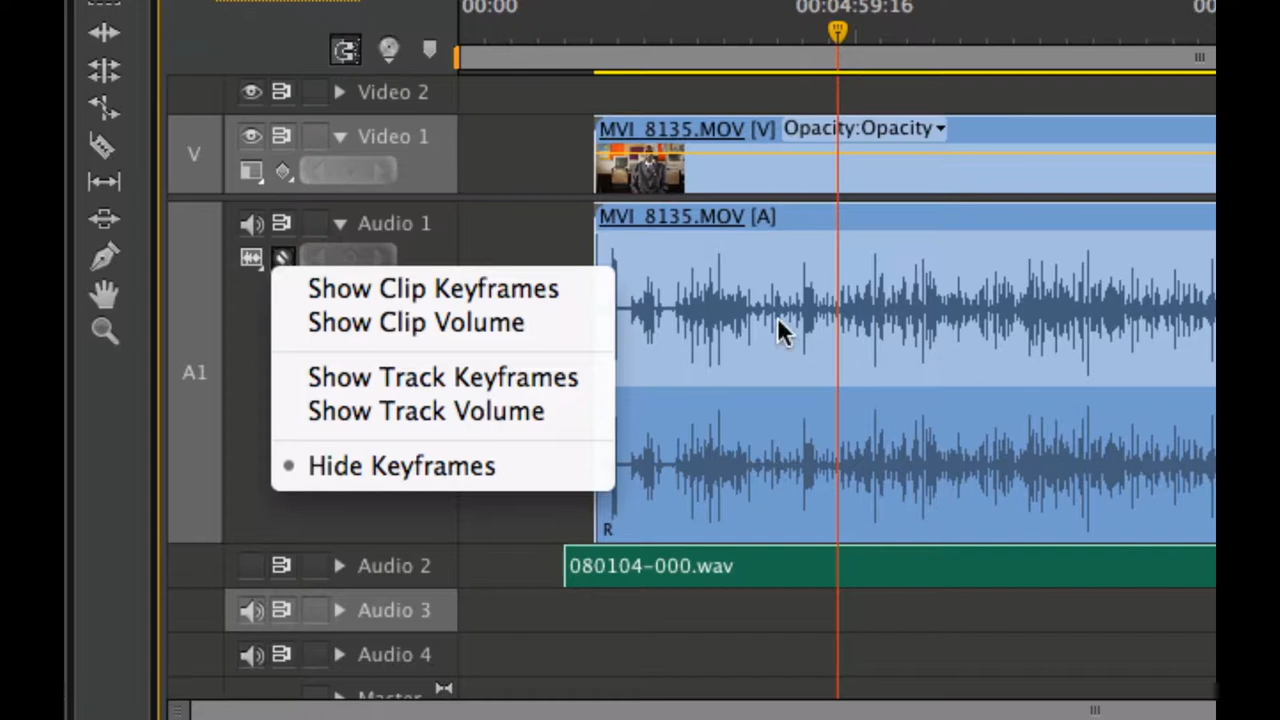 00:00
00:04:59:16
00
Video 2
MVI_8135.MOV [V] Opacity:Opacity
V
Video 1
MVI_8135.MOV [A]
Audio 1
Show Clip Keyframes
Show Clip Volume
Show Track Keyframes
Show Track Volume
Hide Keyframes
A1
R
Audio 2
080104-000.wav
Audio 3
Audio 4
Master